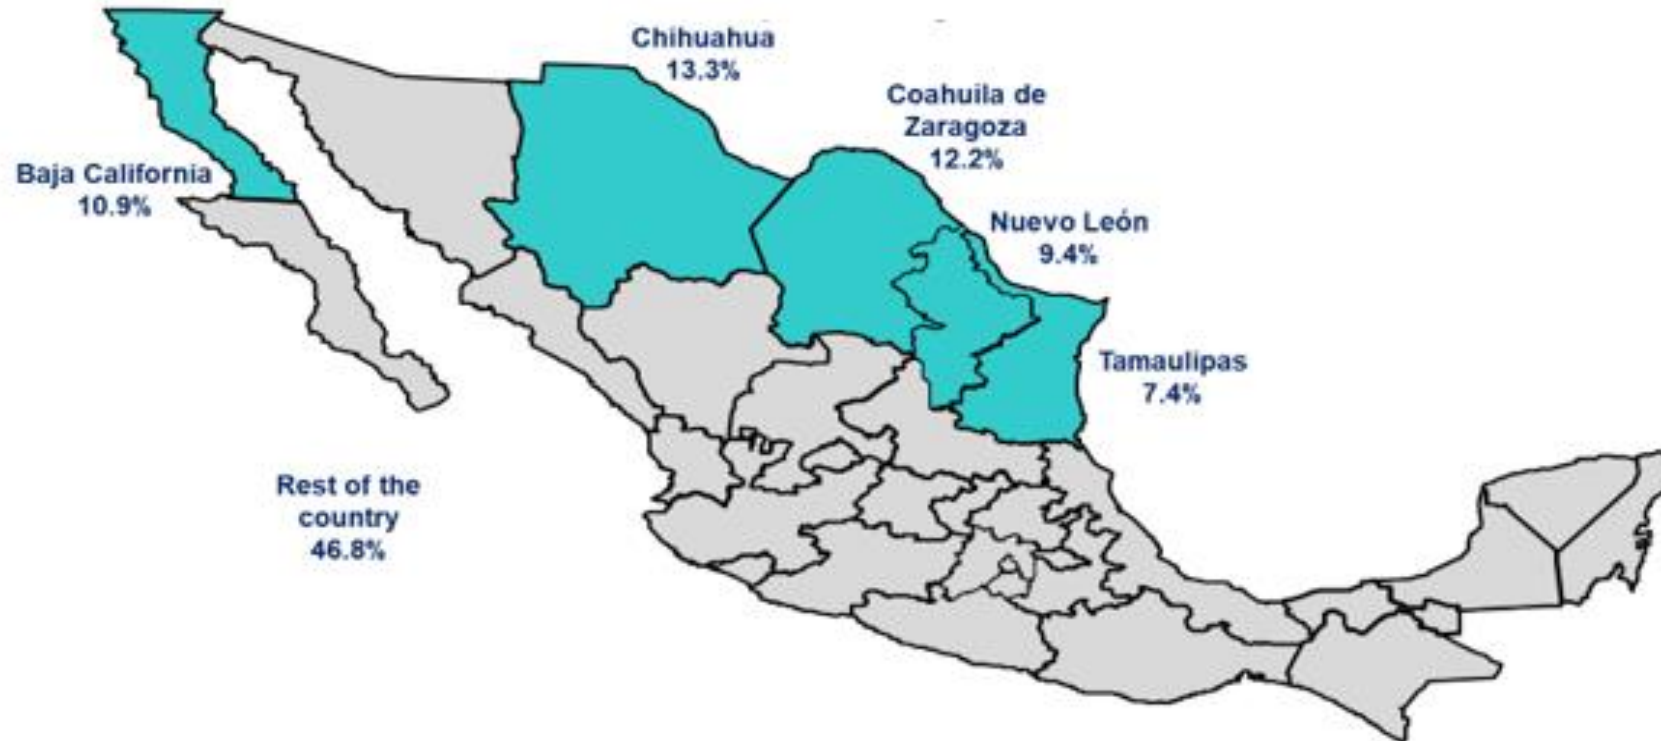 Chihuahua
13.3%
Coahuila de
Zaragoza
12.2%
Baja California
10.9%
Nuevo León
9.4%
Tamaulipas
7.4%
Rest of the
country
46.8%